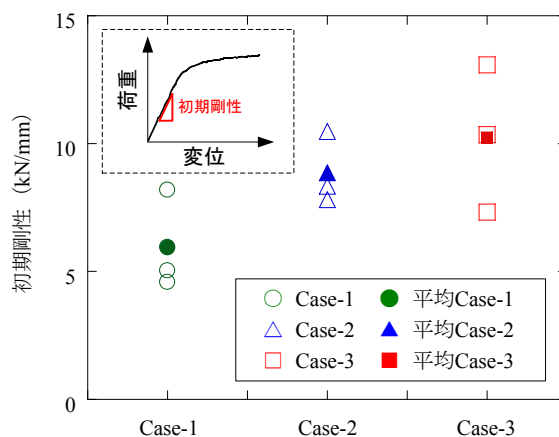 15
10
5
0
初期剛性 (kN/mm)
荷重
初期剛性
変位
Case-1 平均Case-1
Case-2 平均Case-2
Case-3 平均Case-3
Case-1 Case-2 Case-3